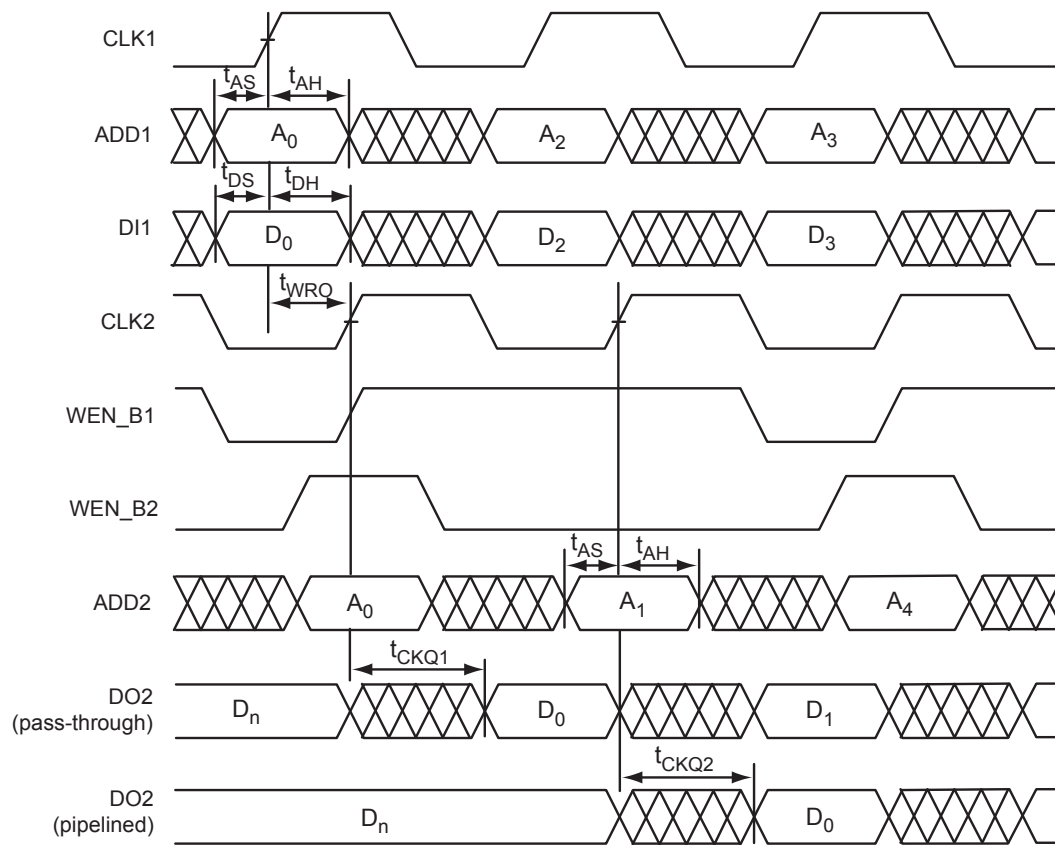 CLK1
t_AS t_AH
ADD1 A_0 A_2 A_3
t_DS t_DH
DI1 D_0 D_2 D_3
t_WRO
CLK2
WEN_B1
WEN_B2
t_AS t_AH
ADD2 A_0 A_1 A_4
t_CKQ1
DO2
(pass-through) D_n D_0 D_1
t_CKQ2
DO2
(pipelined) D_n D_0